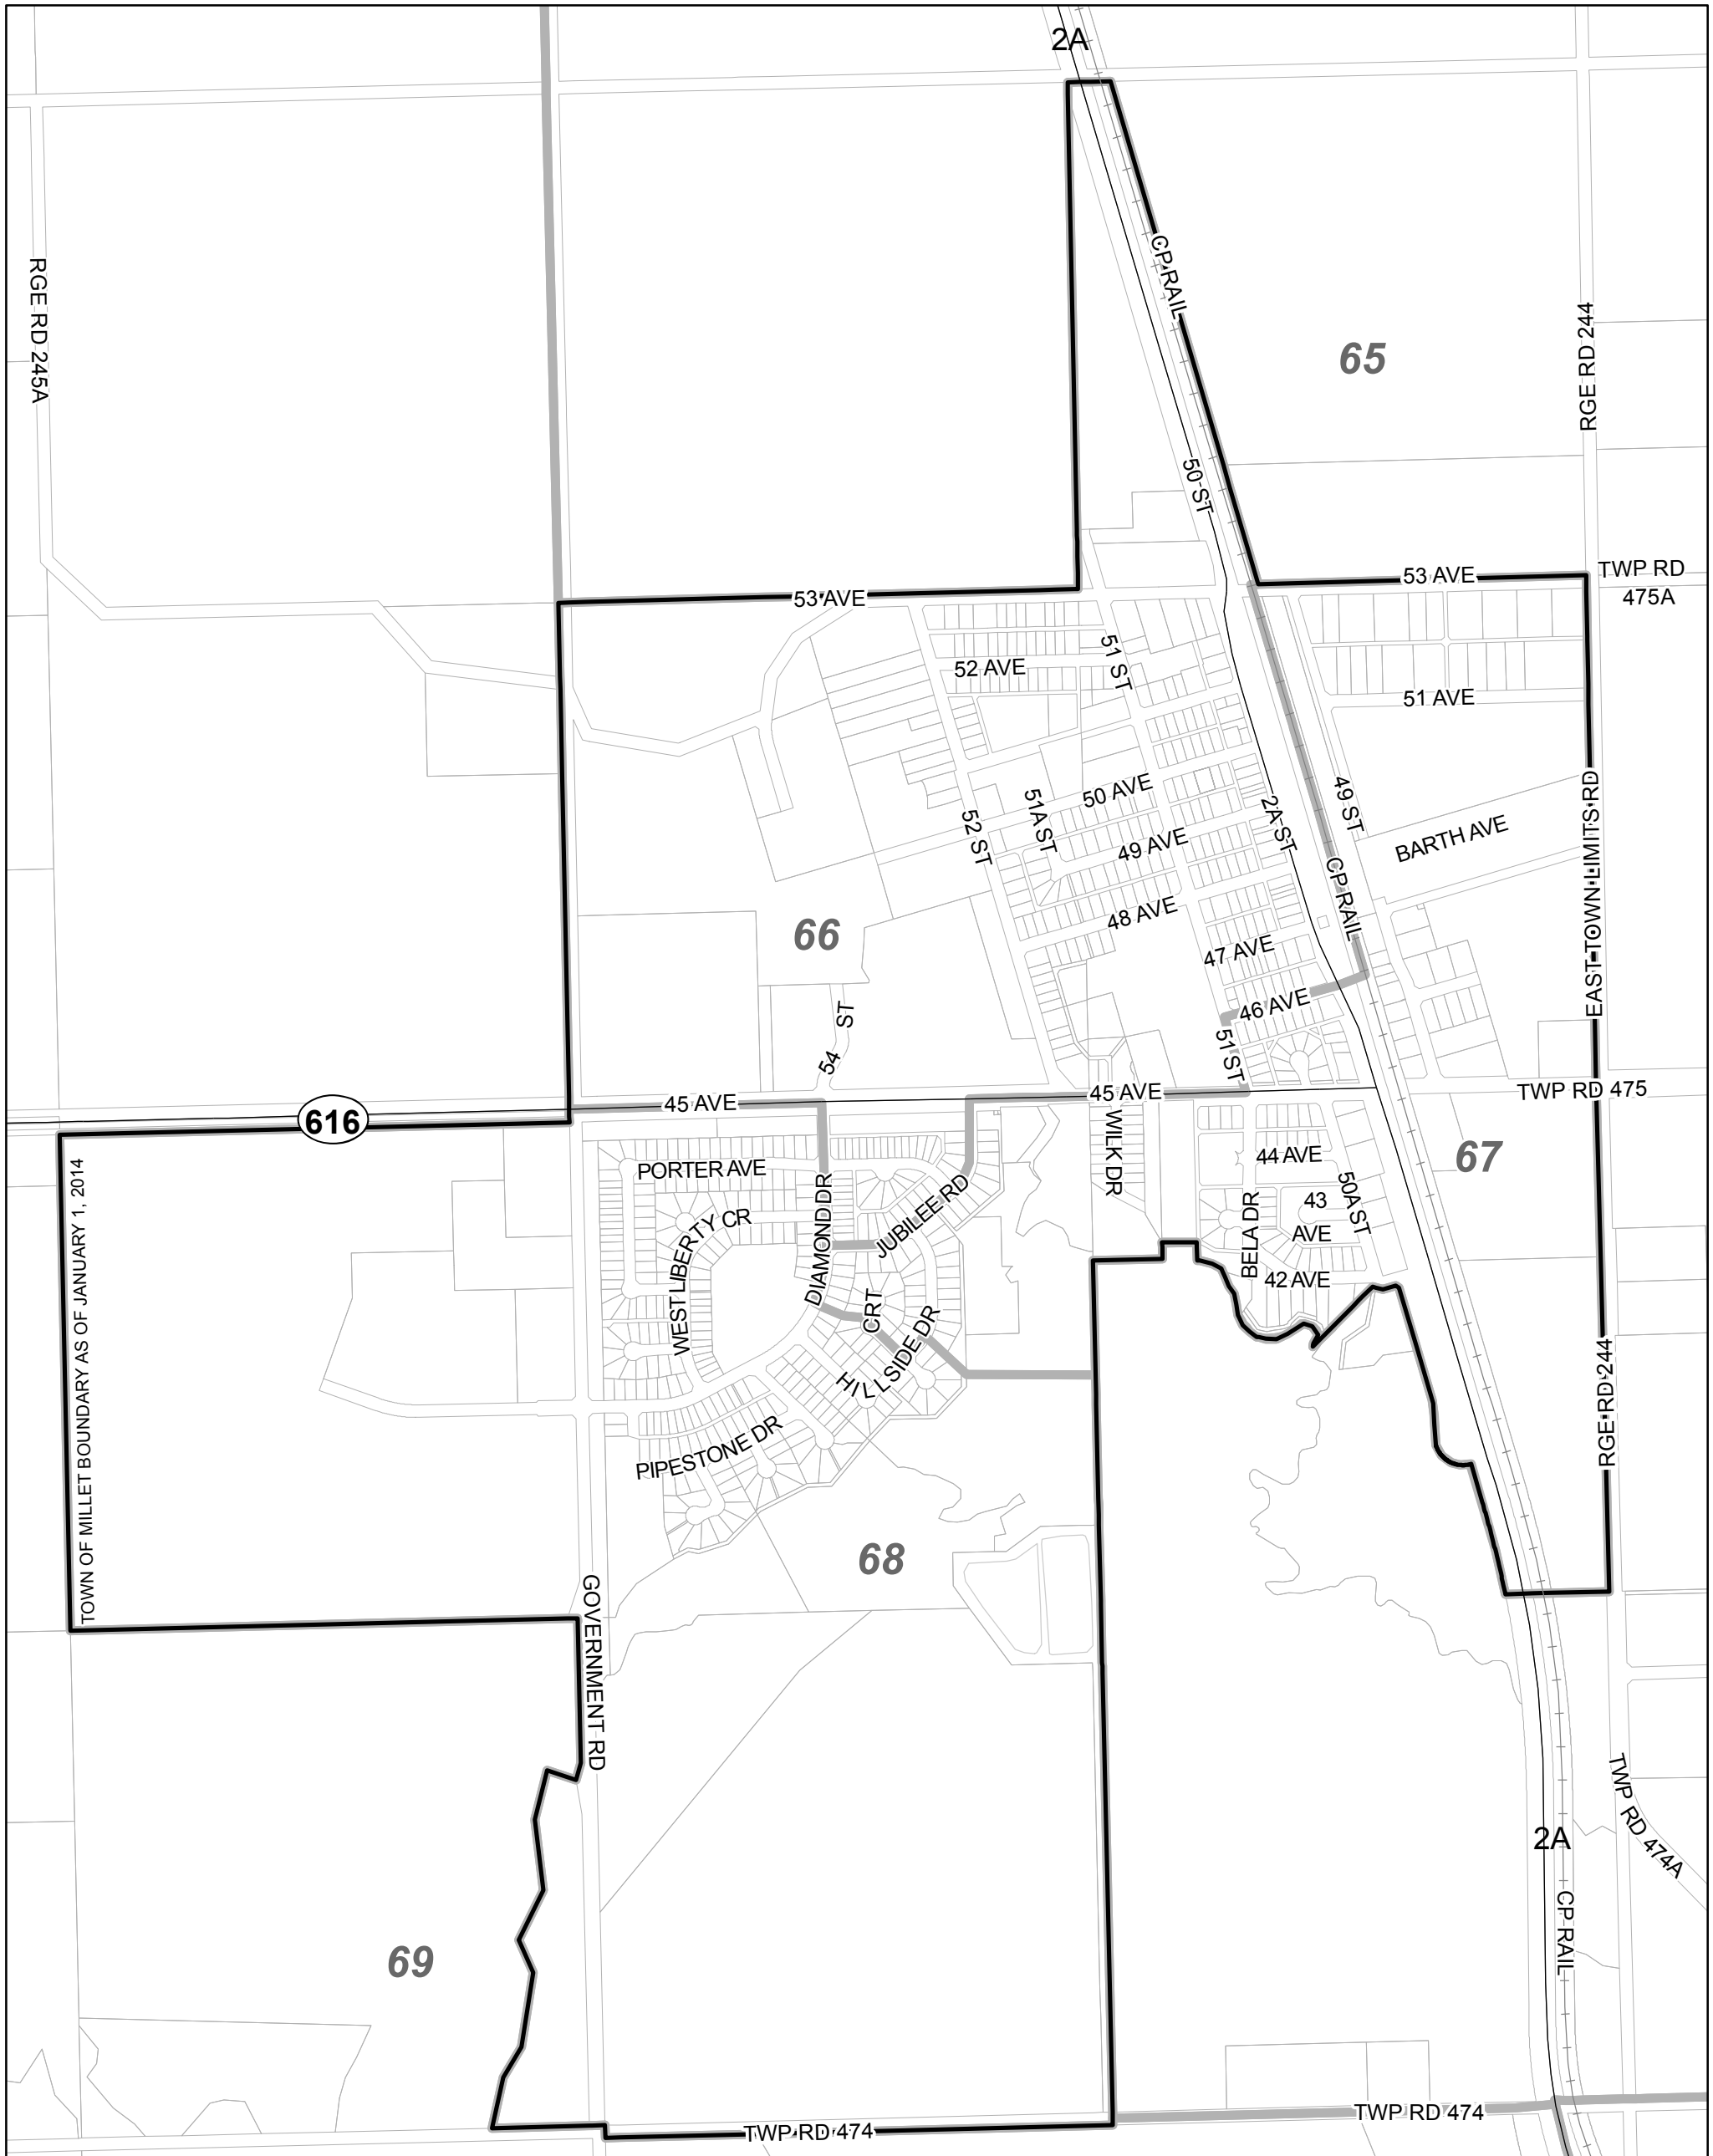 2A
RGE RD 245A
CP RAIL
65
RGE RD 244
50 ST
53 AVE
53 AVE
TWP RD
475A
52 AVE
51 ST
51 AVE
50 AVE
51A ST
52 ST
49 AVE
2A ST
49 ST
BARTH AVE
EAST TOWN LIMITS RD
CP RAIL
48 AVE
66
47 AVE
46 AVE
54 ST
51 ST
45 AVE
45 AVE
TWP RD 475
616
WILK DR
44 AVE
67
PORTER AVE
TOWN OF MILLET BOUNDARY AS OF JANUARY 1, 2014
DIAMOND DR
JUBILEE RD
WEST LIBERTY CR
BELA DR
43
AVE
50A ST
42 AVE
CRT
HILLSIDE DR
RGE RD 244
PIPESTONE DR
68
GOVERNMENT RD
TWP RD 474A
2A
CP RAIL
69
TWP RD 474
TWP RD 474